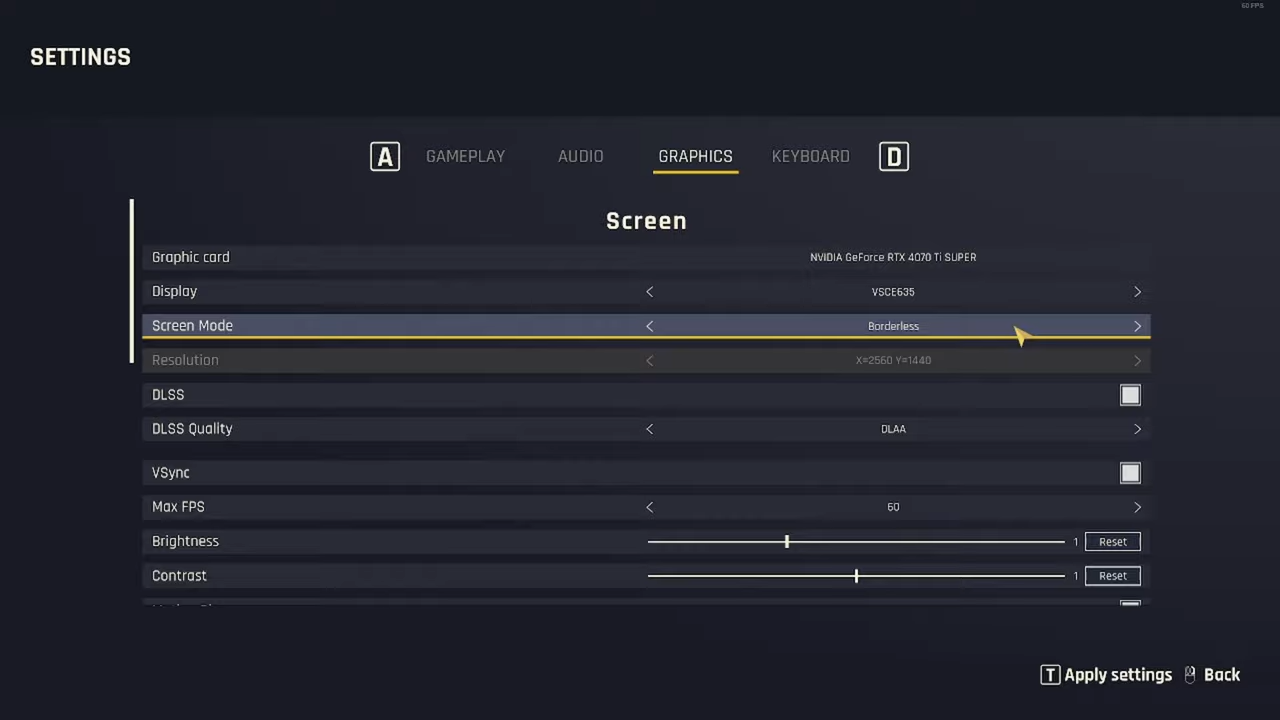 60 FPS
SETTINGS
A GAMEPLAY AUDIO GRAPHICS KEYBOARD D
Screen
Graphic card NVIDIA GeForce RTX 4070 Ti SUPER
Display < VSCE635 >
Screen Mode < Borderless >
Resolution < X=2560 Y=1440 >
DLSS
DLSS Quality < DLAA >
VSync
Max FPS < 60 >
Brightness 1 Reset
Contrast 1 Reset
T Apply settings Back